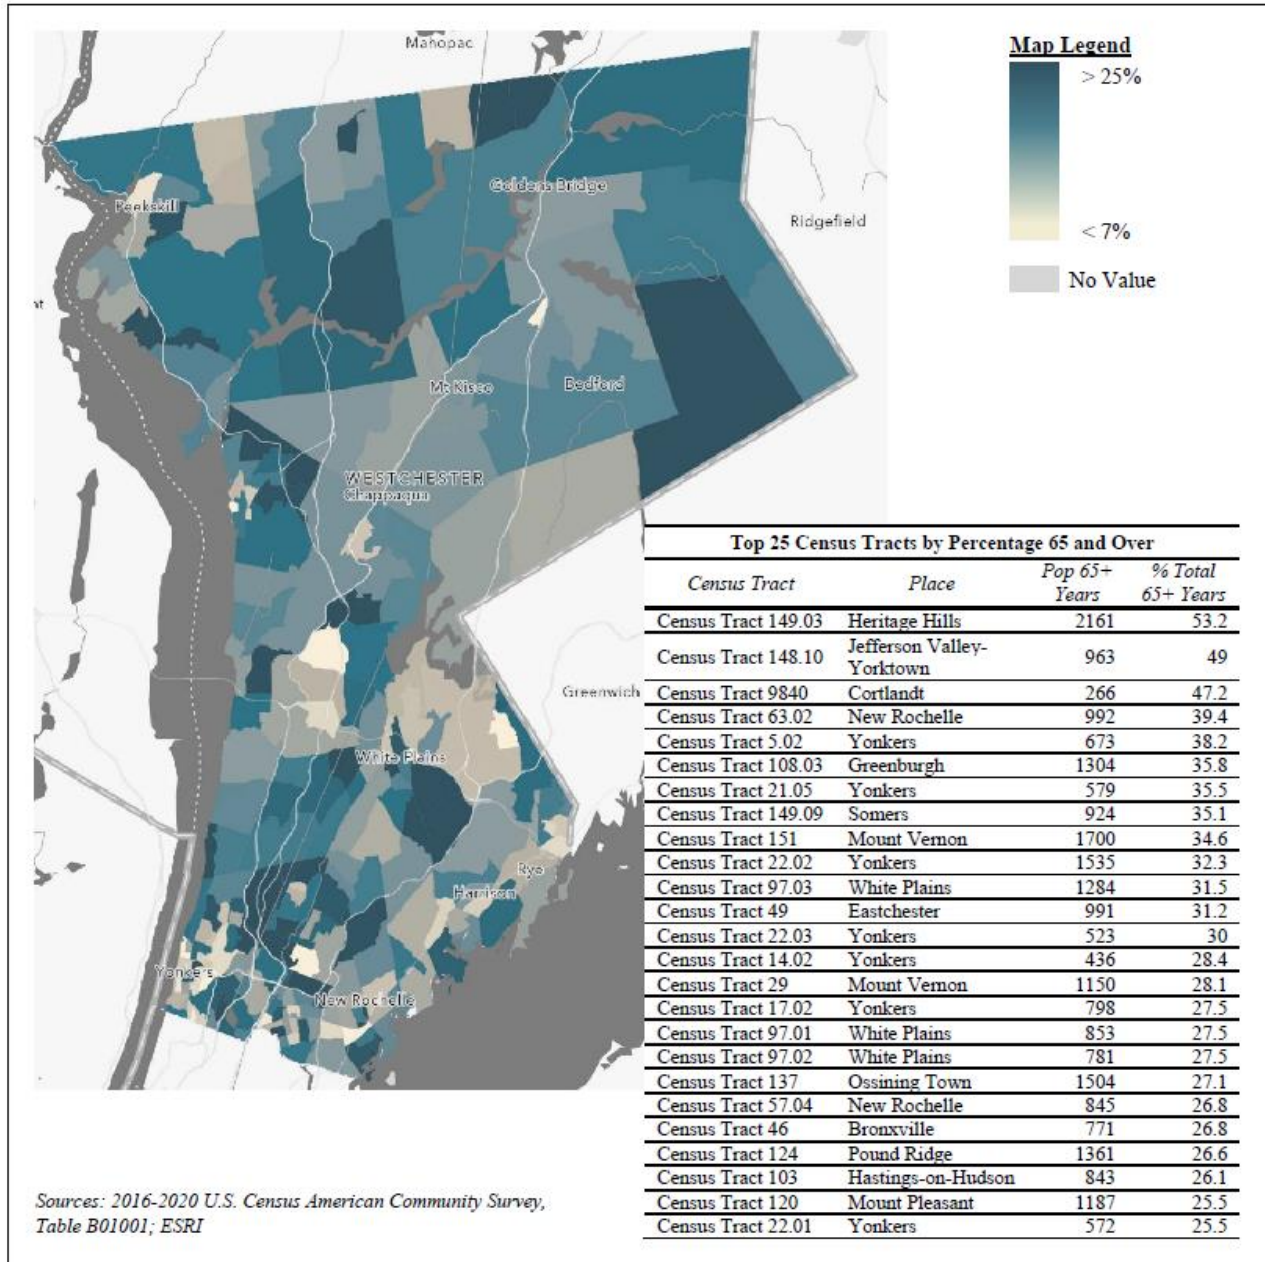 Mahopac
Goldens Bridge
Peekskill
Ridgefield
Mt Kisco
Bedford
WESTCHESTER
Chappaqua
Greenwich
White Plains
Rye
Harrison
Yonkers
New Rochelle
Map Legend
> 25%
< 7%
No Value
Top 25 Census Tracts by Percentage 65 and Over
Census Tract Place Pop 65+ Years % Total 65+ Years
Census Tract 149.03 Heritage Hills 2161 53.2
Census Tract 148.10 Jefferson Valley-Yorktown 963 49
Census Tract 9840 Cortlandt 266 47.2
Census Tract 63.02 New Rochelle 992 39.4
Census Tract 5.02 Yonkers 673 38.2
Census Tract 108.03 Greenburgh 1304 35.8
Census Tract 21.05 Yonkers 579 35.5
Census Tract 149.09 Somers 924 35.1
Census Tract 151 Mount Vernon 1700 34.6
Census Tract 22.02 Yonkers 1535 32.3
Census Tract 97.03 White Plains 1284 31.5
Census Tract 49 Eastchester 991 31.2
Census Tract 22.03 Yonkers 523 30
Census Tract 14.02 Yonkers 436 28.4
Census Tract 29 Mount Vernon 1150 28.1
Census Tract 17.02 Yonkers 798 27.5
Census Tract 97.01 White Plains 853 27.5
Census Tract 97.02 White Plains 781 27.5
Census Tract 137 Ossining Town 1504 27.1
Census Tract 57.04 New Rochelle 845 26.8
Census Tract 46 Bronxville 771 26.8
Census Tract 124 Pound Ridge 1361 26.6
Census Tract 103 Hastings-on-Hudson 843 26.1
Census Tract 120 Mount Pleasant 1187 25.5
Census Tract 22.01 Yonkers 572 25.5
Sources: 2016-2020 U.S. Census American Community Survey,
Table B01001; ESRI